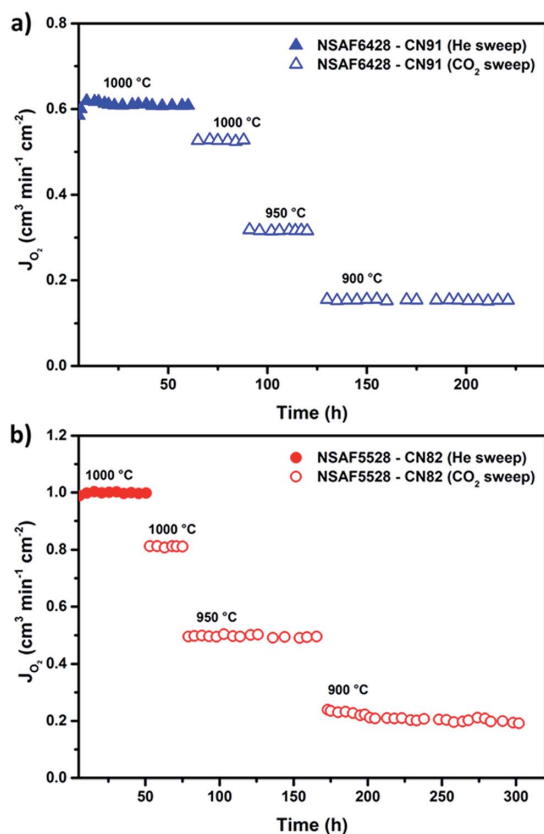 a)
0.8
NSAF6428 - CN91 (He sweep)
NSAF6428 - CN91 (CO₂ sweep)
1000 °C
0.6
1000 °C
0.4
950 °C
0.2
900 °C
0.0
J_O₂ (cm³ min⁻¹ cm⁻²)
50 100 150 200
Time (h)
b)
1.2
NSAF5528 - CN82 (He sweep)
NSAF5528 - CN82 (CO₂ sweep)
1000 °C
1.0
1000 °C
0.8
0.6
950 °C
0.4
900 °C
0.2
0.0
J_O₂ (cm³ min⁻¹ cm⁻²)
50 100 150 200 250 300
Time (h)